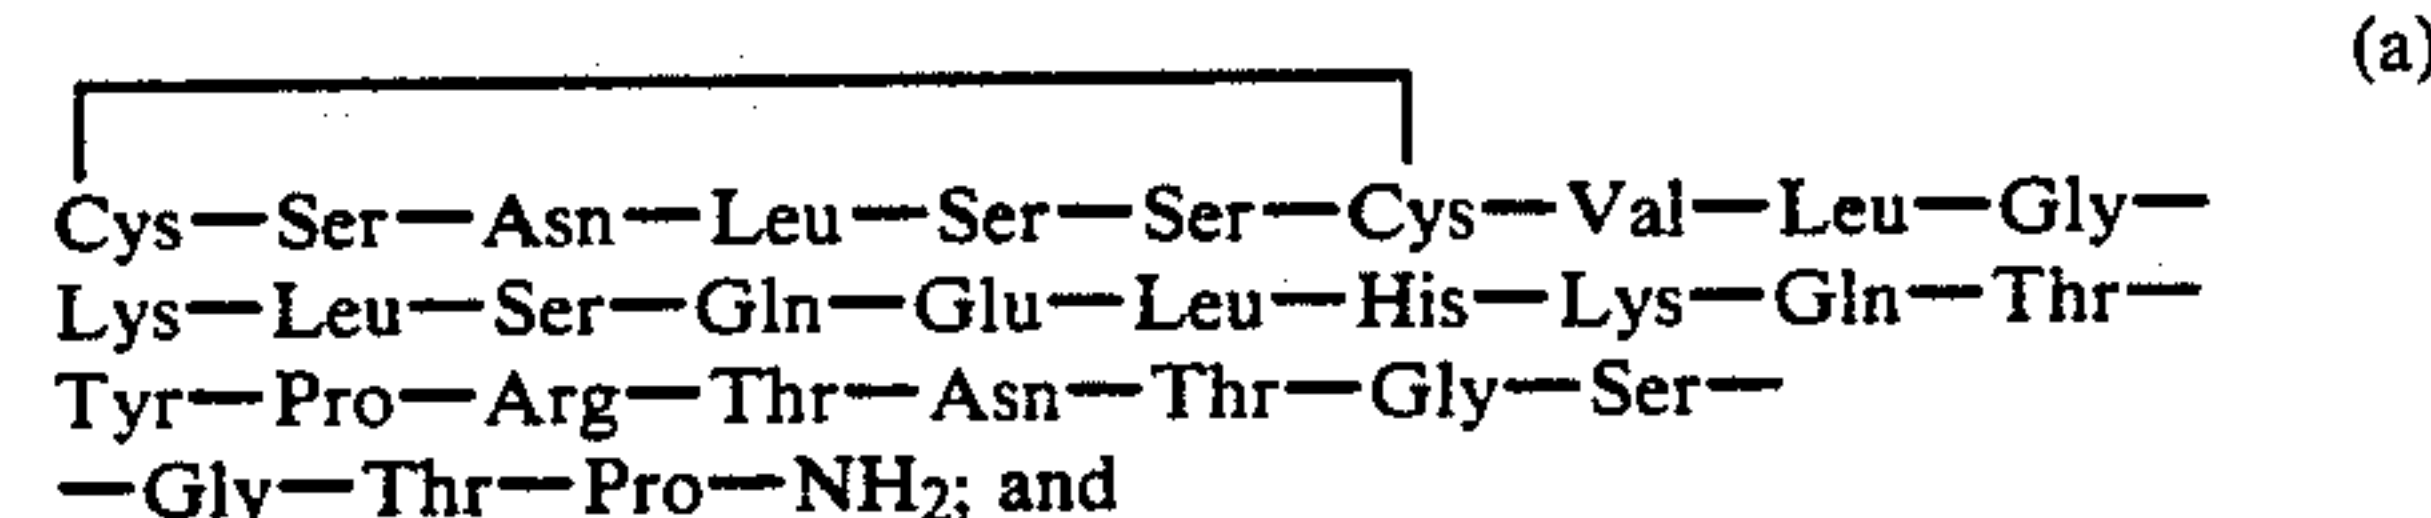 (a)
Cys—Ser—Asn—Leu—Ser—Ser—Cys—Val—Leu—Gly—
Lys—Leu—Ser—Gln—Glu—Leu—His—Lys—Gln—Thr—
Tyr—Pro—Arg—Thr—Asn—Thr—Gly—Ser—
—Gly—Thr—Pro—NH₂; and